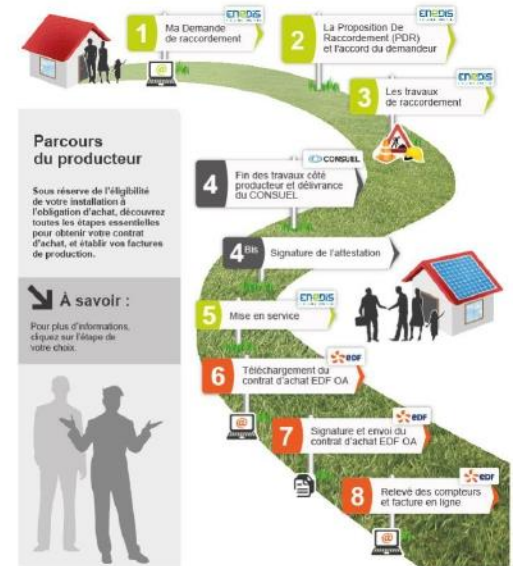 1
Ma Demande
de raccordement
ENEDIS
2
La Proposition De
Raccordement (PDR)
et l'accord du demandeur
ENEDIS
3
Les travaux
de raccordement
ENEDIS
Parcours
du producteur
Sous réserve de l'éligibilité
de votre installation à
l'obligation d'achat, découvrez
toutes les étapes essentielles
pour obtenir votre contrat
d'achat, et établir vos factures
de production.
À savoir :
Pour plus d'informations,
cliquez sur l'étape de
votre choix.
4
Fin des travaux côté
producteur et délivrance
du CONSUEL
CONSUEL
4 Bis
Signature de l'attestation
5
Mise en service
ENEDIS
6
Téléchargement du
contrat d'achat EDF OA
eDF
@
7
Signature et envoi du
contrat d'achat EDF OA
eDF
8
Relevé des compteurs
et facture en ligne
eDF
@